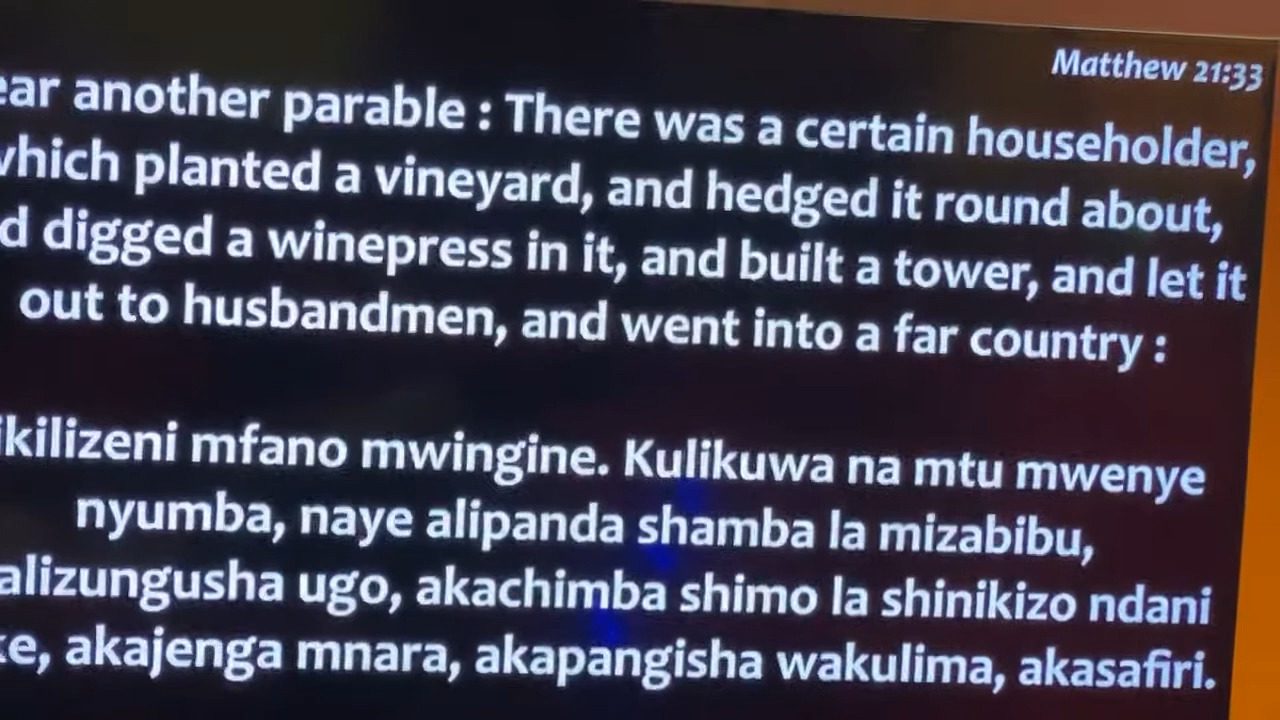 Matthew 21:33
ear another parable : There was a certain householder,
which planted a vineyard, and hedged it round about,
d digged a winepress in it, and built a tower, and let it
out to husbandmen, and went into a far country :
ikilizeni mfano mwingine. Kulikuwa na mtu mwenye
nyumba, naye alipanda shamba la mizabibu,
alizungusha ugo, akachimba shimo la shinikizo ndani
ke, akajenga mnara, akapangisha wakulima, akasafiri.